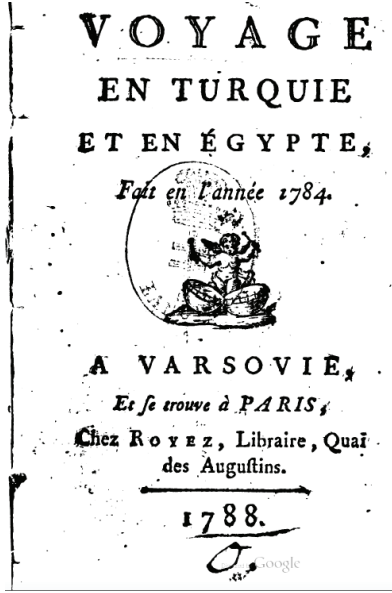 VOYAGE
EN TURQUIE
ET EN ÉGYPTE,
Fait en l'année 1784.
A VARSOVIE,
Et ſe trouve à PARIS,
Chez ROYEZ, Libraire, Quai
des Auguſtins.
1788.
Google